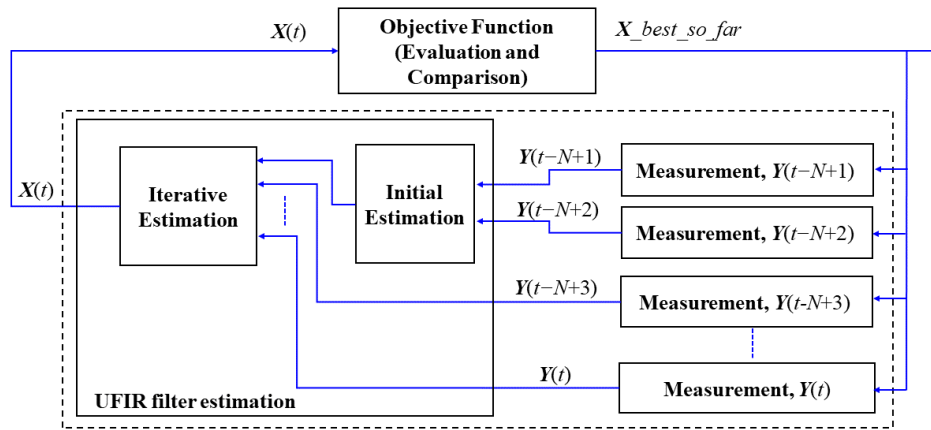 X(t)
Objective Function
(Evaluation and
Comparison)
X_best_so_far
X(t)
Iterative
Estimation
Initial
Estimation
Y(t−N+1)
Measurement, Y(t−N+1)
Y(t−N+2)
Measurement, Y(t−N+2)
Y(t−N+3)
Measurement, Y(t-N+3)
Y(t)
Measurement, Y(t)
UFIR filter estimation